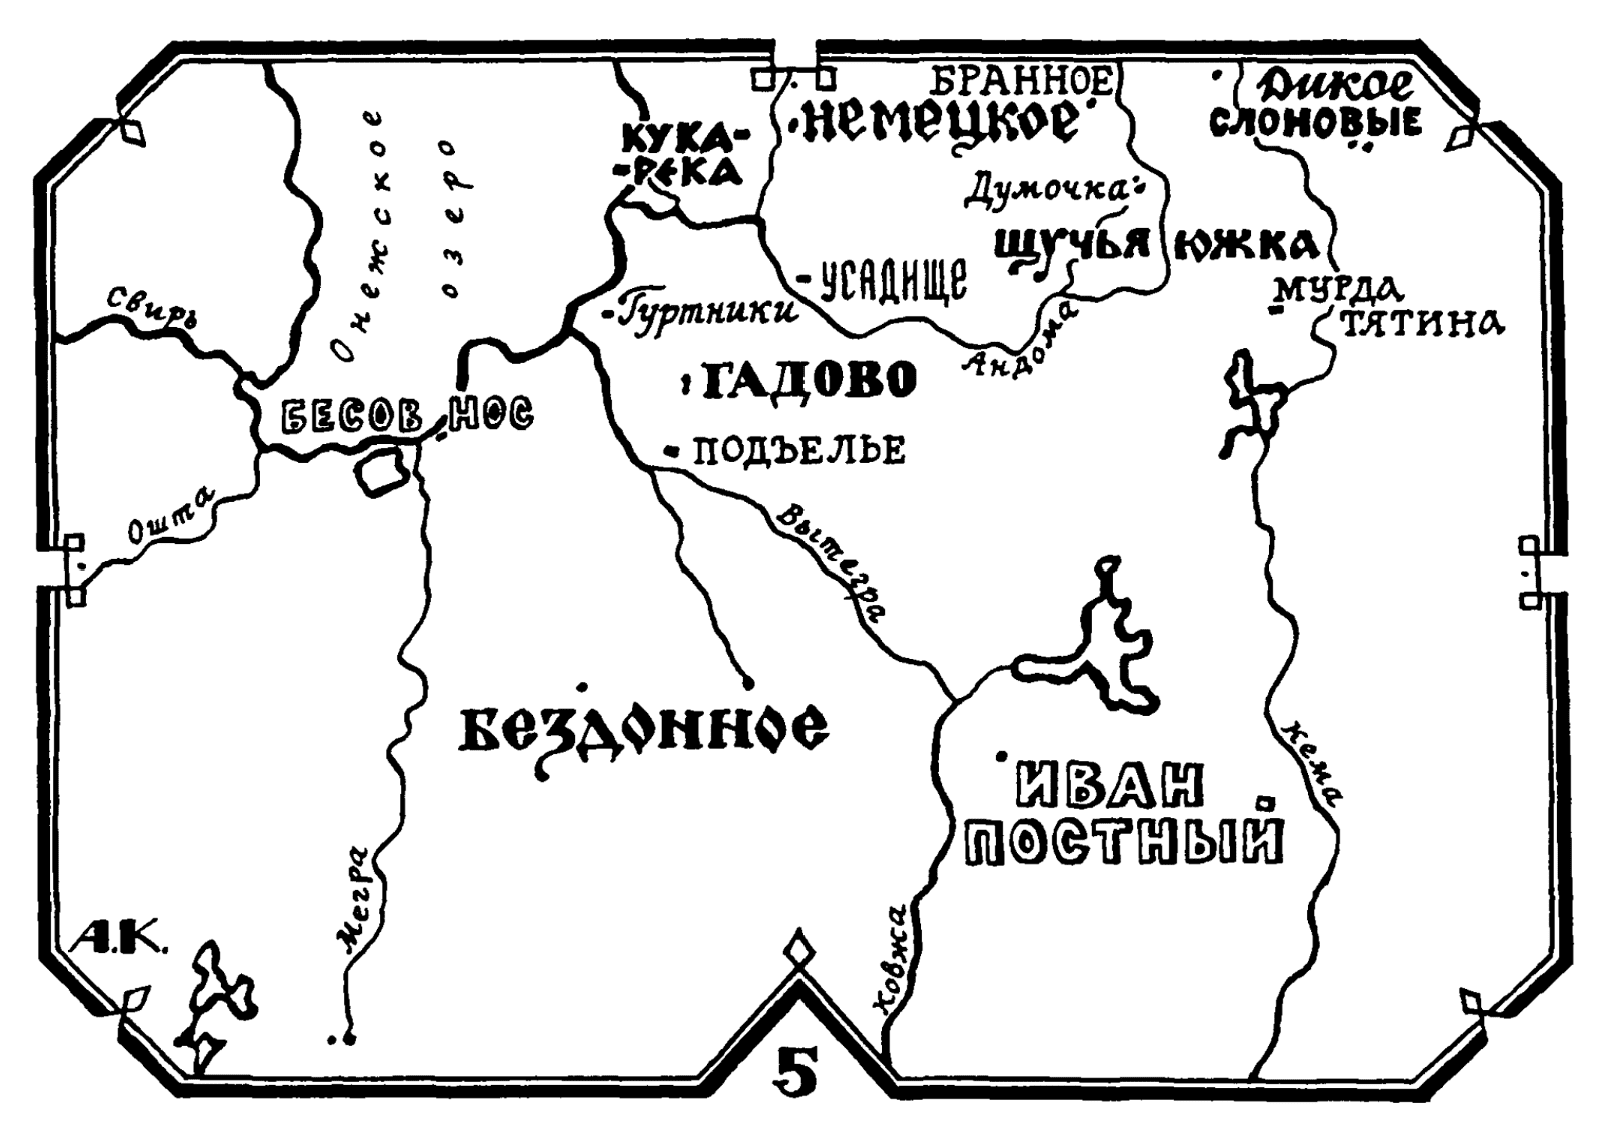 БРАННОЕ
Дикое
НЕМЕЦКОЕ
СЛОНОВЫЕ
КУКА-
РЕКА
Онежское
озеро
Думочка
ЩУЧЬЯ
ЮЖКА
УСАДИЩЕ
МУРДА
Гуртники
ТЯТИНА
Свирь
Андома
ГАДОВО
БЕСОВ НОС
ПОДЪЕЛЬЕ
Ошта
Вытегра
БЕЗДОННОЕ
Кема
ИВАН
ПОСТНЫЙ
Мегра
Ковжа
А.К.
5